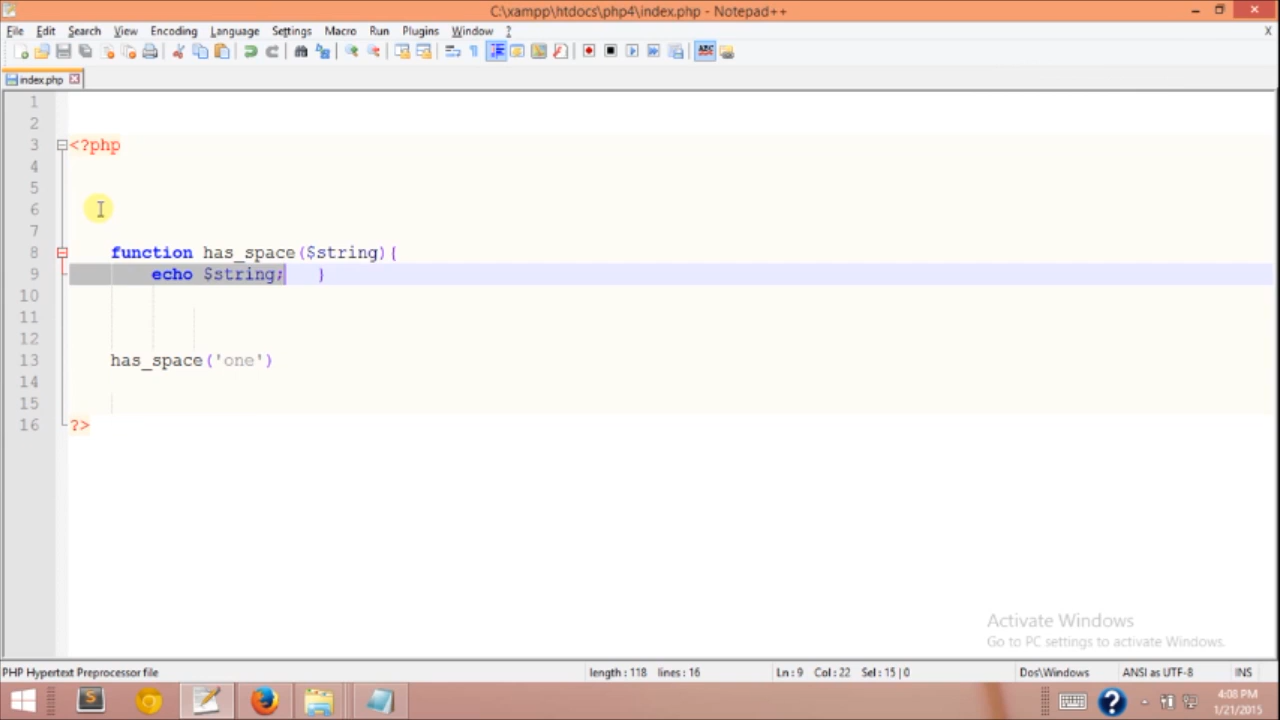 C:\xampp\htdocs\php4\index.php - Notepad++
File Edit Search View Encoding Language Settings Macro Run Plugins Window ? X
index.php
1
2
3 <?php
4
5
6
7
8 function has_space($string){
9 echo $string; }
10
11
12
13 has_space('one')
14
15
16 ?>
Activate Windows
Go to PC settings to activate Windows.
PHP Hypertext Preprocessor file length : 118 lines : 16 Ln : 9 Col : 22 Sel : 15 | 0 Dos\Windows ANSI as UTF-8 INS
4:08 PM
1/21/2015